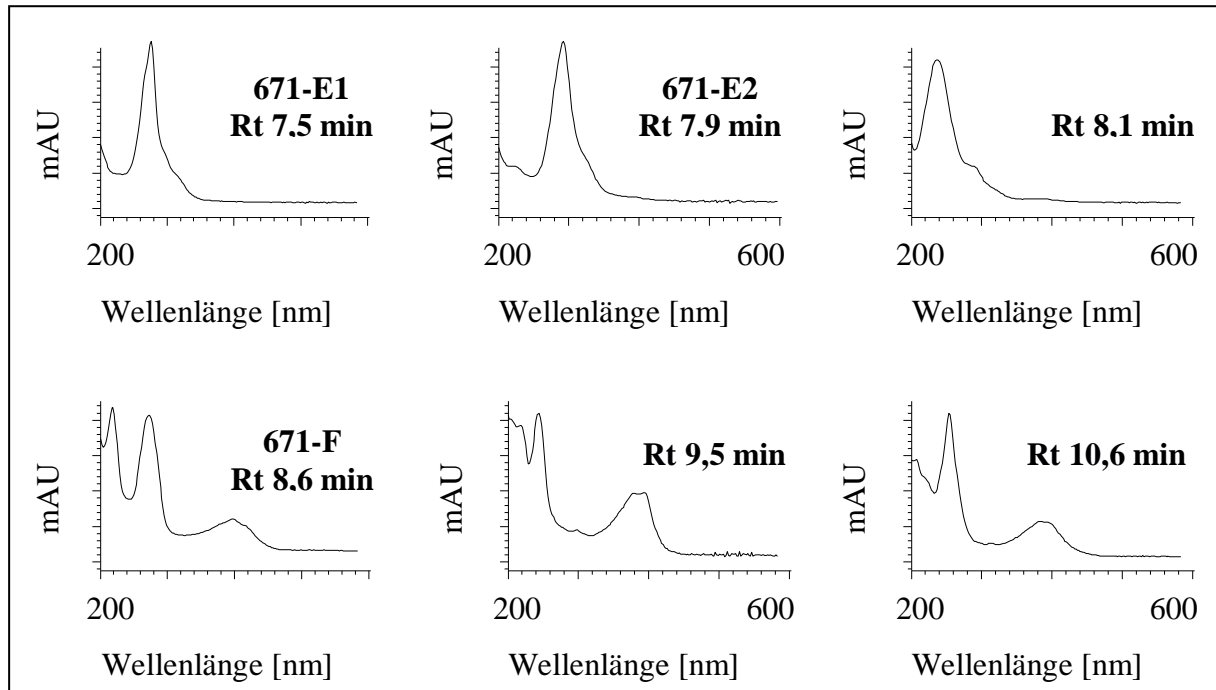 mAU
671-E1
Rt 7,5 min
200
Wellenlänge [nm]
mAU
671-E2
Rt 7,9 min
200
600
Wellenlänge [nm]
mAU
Rt 8,1 min
200
600
Wellenlänge [nm]
mAU
671-F
Rt 8,6 min
200
Wellenlänge [nm]
mAU
Rt 9,5 min
200
600
Wellenlänge [nm]
mAU
Rt 10,6 min
200
600
Wellenlänge [nm]